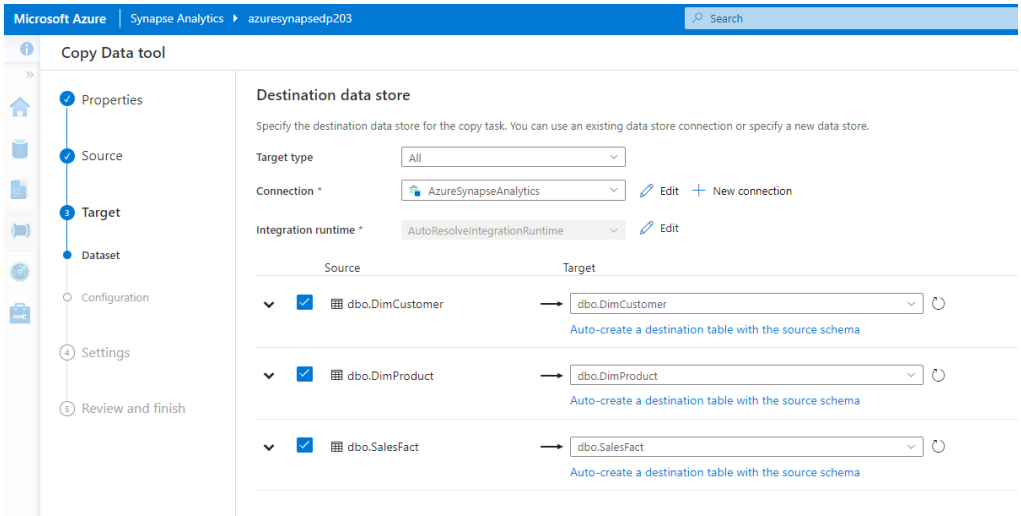 Microsoft Azure Synapse Analytics azuresynapsedp203 Search
Copy Data tool
Properties
Source
3 Target
Dataset
Configuration
4 Settings
5 Review and finish
Destination data store
Specify the destination data store for the copy task. You can use an existing data store connection or specify a new data store.
Target type All
Connection * AzureSynapseAnalytics Edit New connection
Integration runtime * AutoResolveIntegrationRuntime Edit
Source Target
dbo.DimCustomer dbo.DimCustomer
Auto-create a destination table with the source schema
dbo.DimProduct dbo.DimProduct
Auto-create a destination table with the source schema
dbo.SalesFact dbo.SalesFact
Auto-create a destination table with the source schema